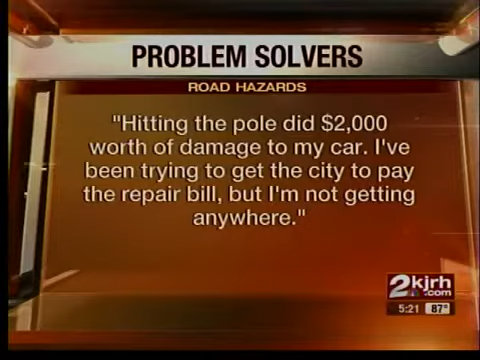 PROBLEM SOLVERS
ROAD HAZARDS
"Hitting the pole did $2,000
worth of damage to my car. I've
been trying to get the city to pay
the repair bill, but I'm not getting
anywhere."
2kjrh
.com
5:21 87°